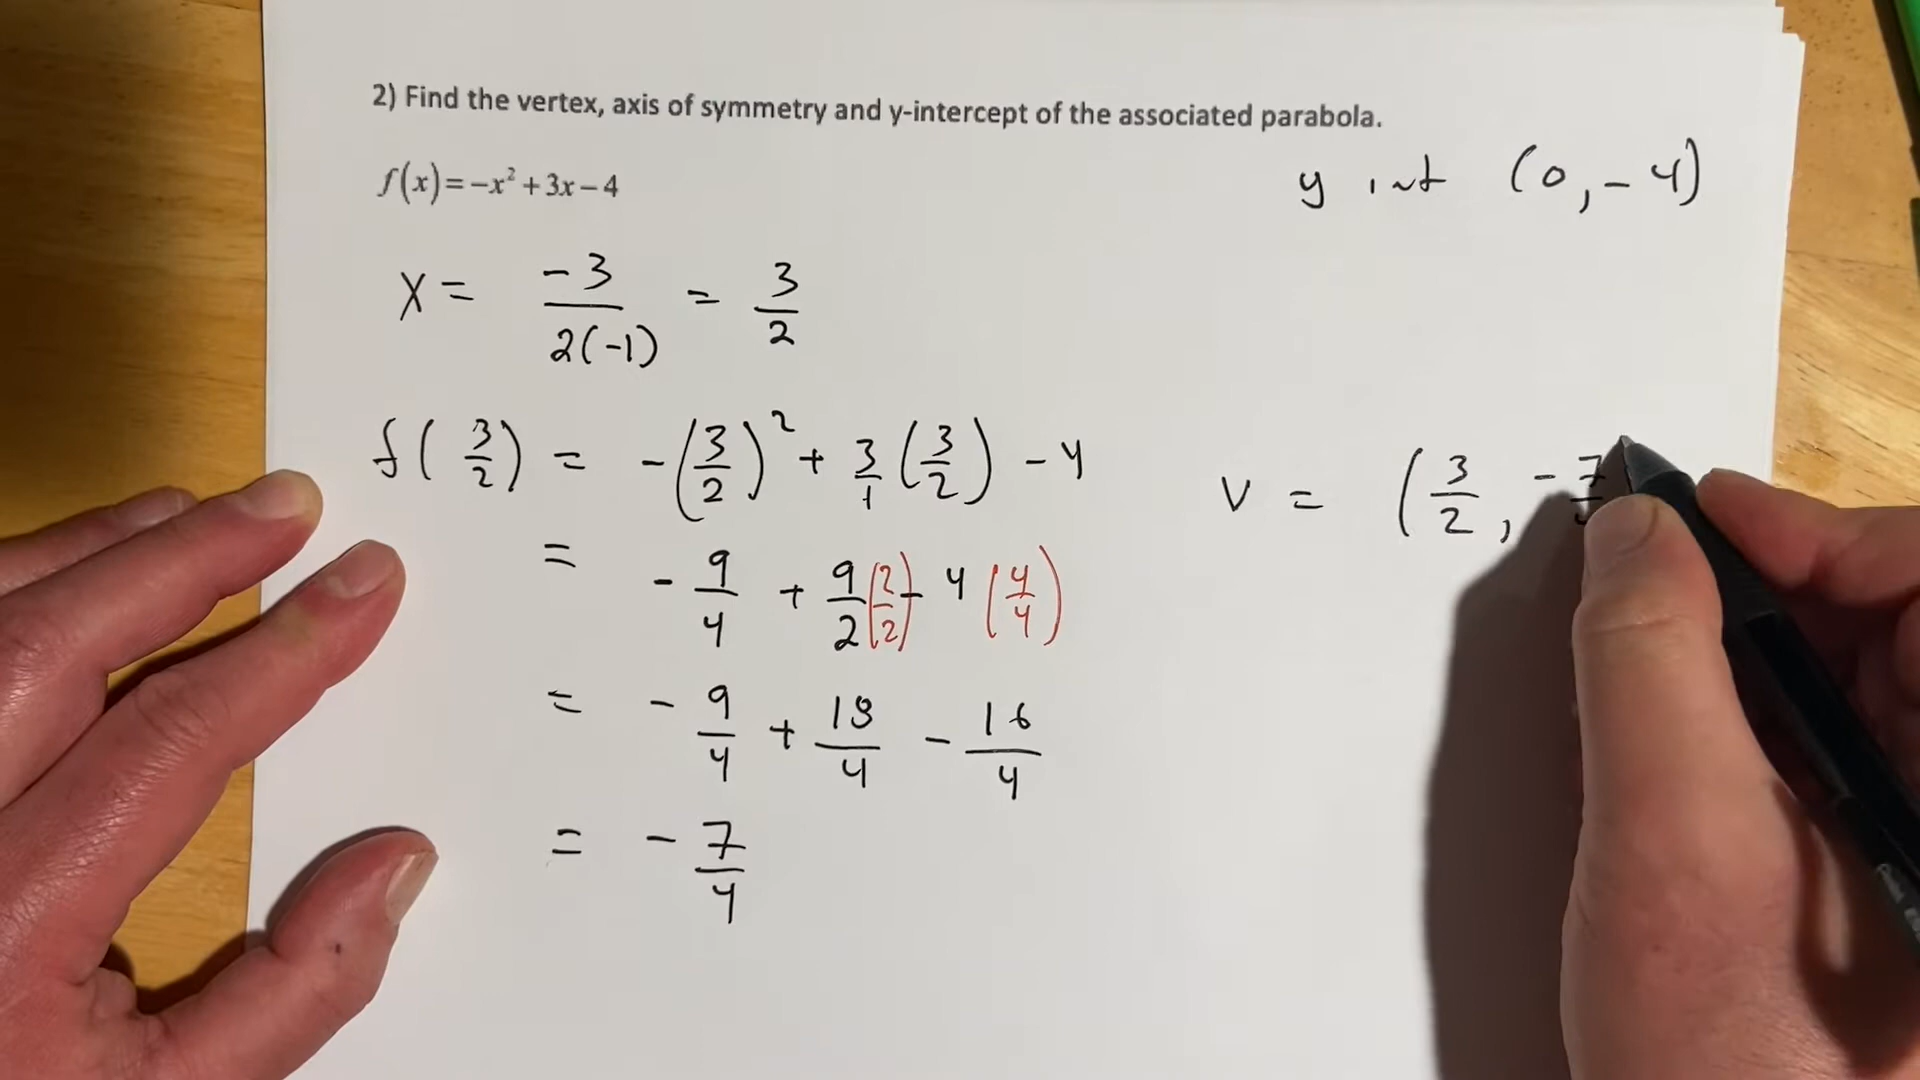 2) Find the vertex, axis of symmetry and y-intercept of the associated parabola.
y int (0, -4)
f(x)=-x²+3x-4
x = -3/2(-1) = 3/2
f(3/2) = -(3/2)² + 3/1(3/2) - 4
V = (3/2, -7
= -9/4 + 9/2(2/2) - 4(4/4)
= -9/4 + 18/4 - 16/4
= -7/4